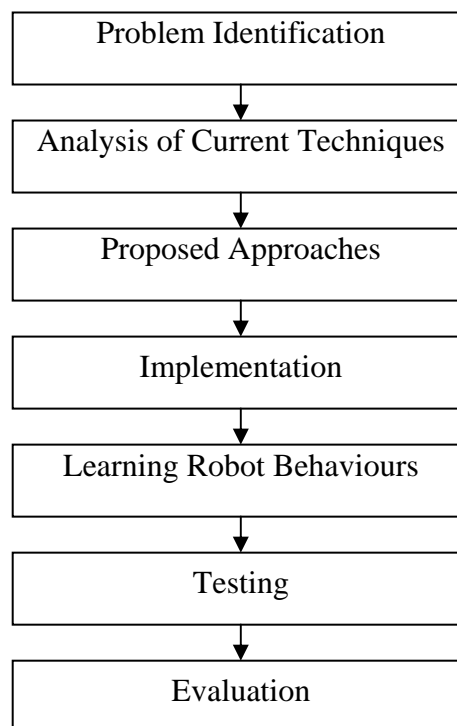 Problem Identification
Analysis of Current Techniques
Proposed Approaches
Implementation
Learning Robot Behaviours
Testing
Evaluation